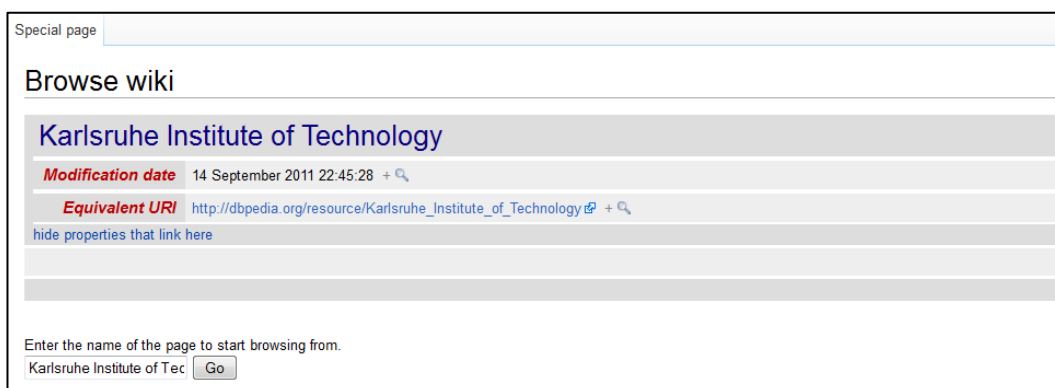 Special page
Browse wiki
Karlsruhe Institute of Technology
Modification date 14 September 2011 22:45:28 +
Equivalent URI http://dbpedia.org/resource/Karlsruhe_Institute_of_Technology +
hide properties that link here
Enter the name of the page to start browsing from.
Karlsruhe Institute of Tec Go